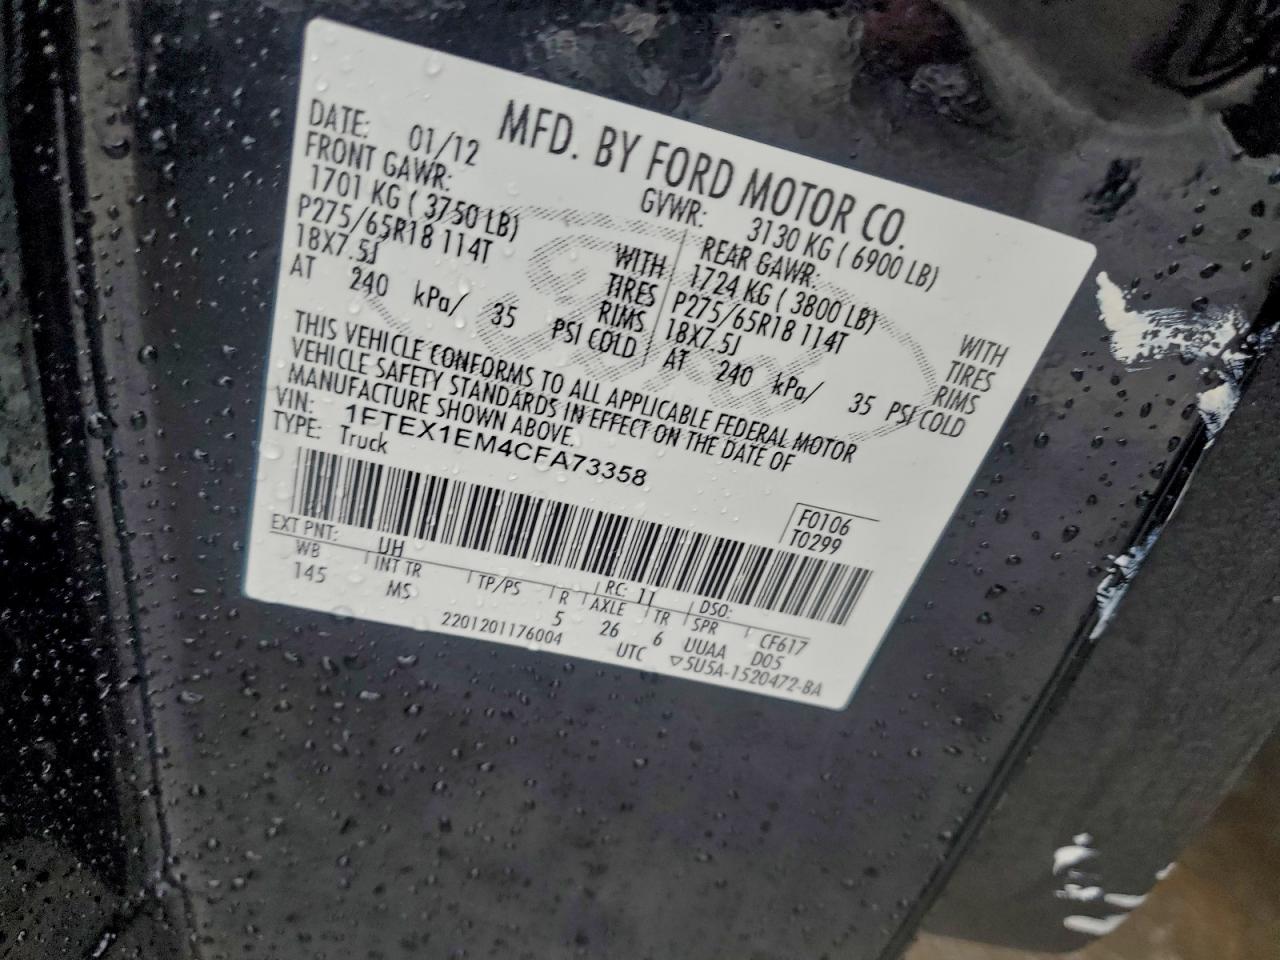 MFD. BY FORD MOTOR CO.
DATE: 01/12 GVWR: 3130 KG ( 6900 LB)
FRONT GAWR: REAR GAWR:
1701 KG ( 3750 LB) WITH 1724 KG ( 3800 LB) WITH
P275/65R18 114T TIRES P275/65R18 114T TIRES
18X7.5J RIMS 18X7.5J RIMS
AT 240 kPa/ 35 PSI COLD AT 240 kPa/ 35 PSI COLD
THIS VEHICLE CONFORMS TO ALL APPLICABLE FEDERAL MOTOR
VEHICLE SAFETY STANDARDS IN EFFECT ON THE DATE OF
MANUFACTURE SHOWN ABOVE.
VIN: 1FTEX1EM4CFA73358
TYPE: Truck
F0106
T0299
EXT PNT: UH RC: 11 DSO: CF617
WB INT TR TP/PS R AXLE TR SPR
145 MS 5 26 6 UUAA D05
2201201176004 UTC ▽5U5A-1520472-BA